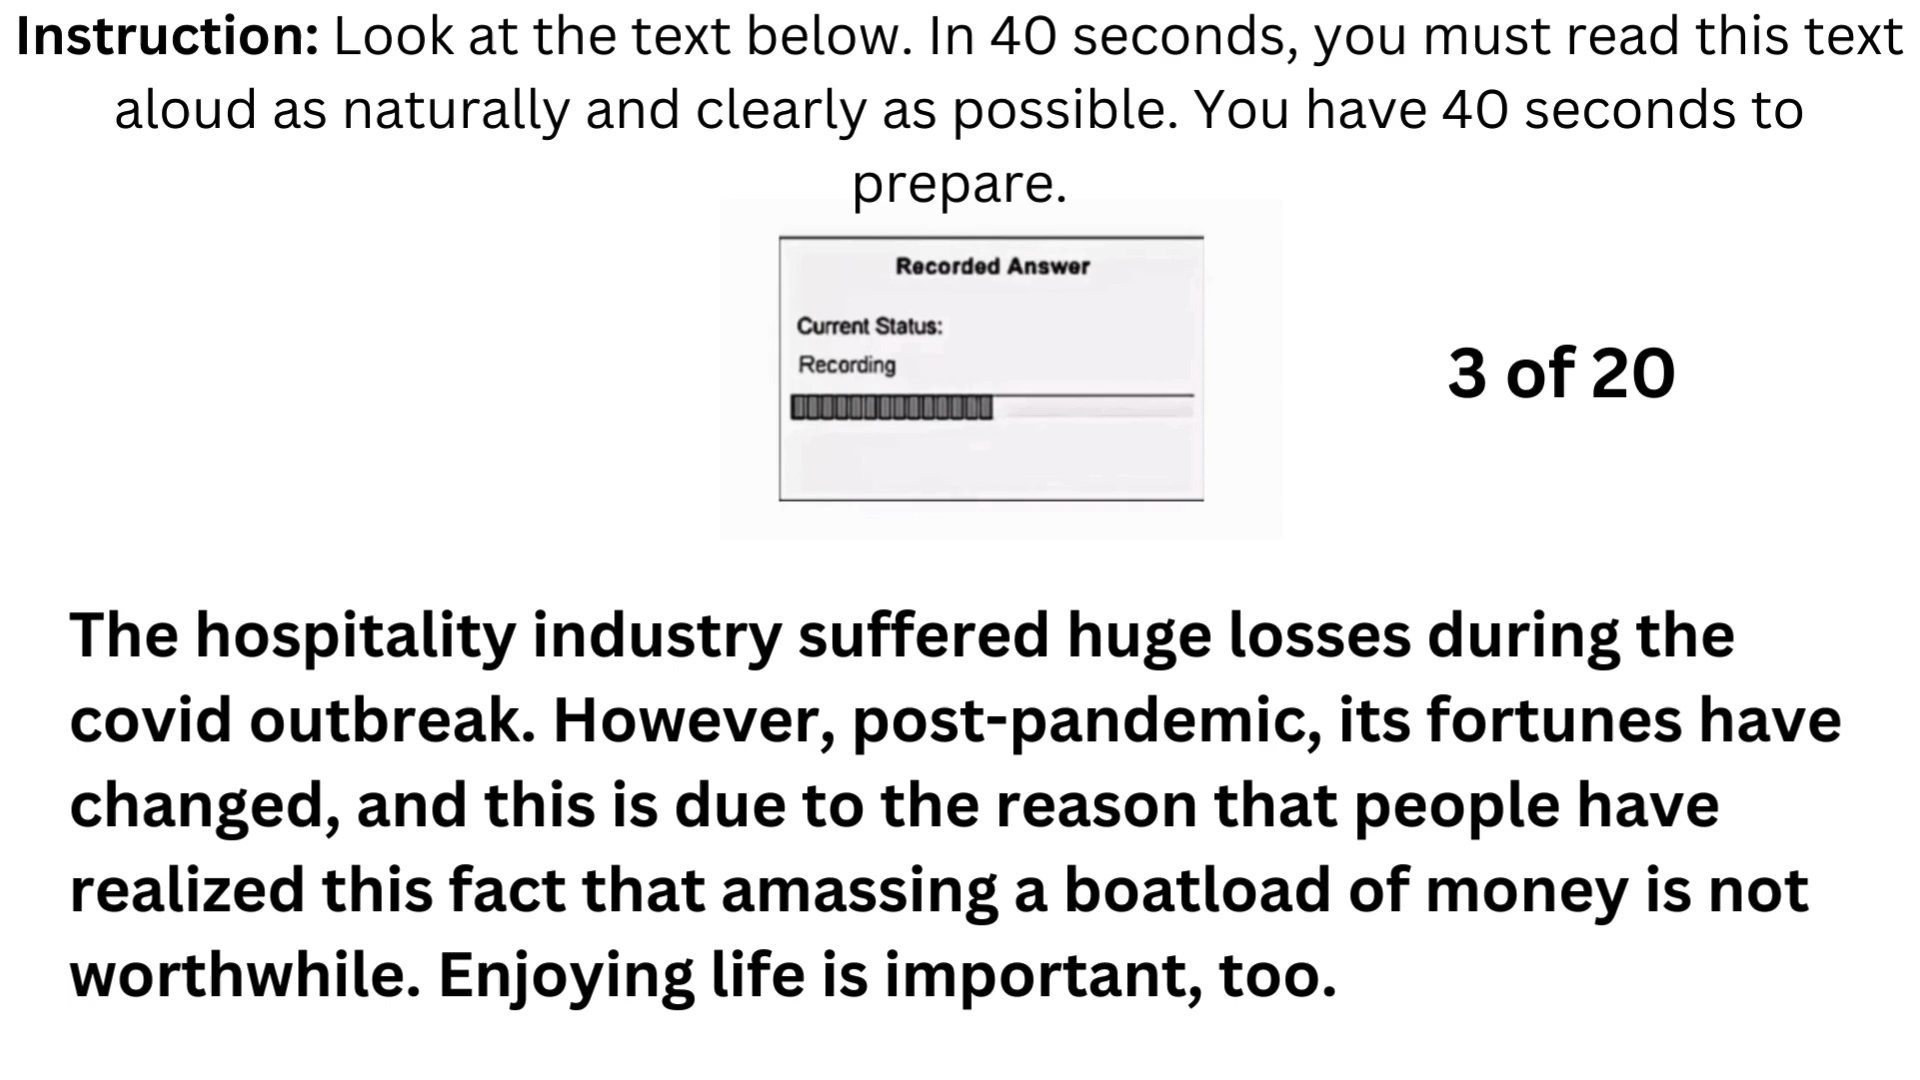 Instruction: Look at the text below. In 40 seconds, you must read this text
aloud as naturally and clearly as possible. You have 40 seconds to
prepare.
Recorded Answer
Current Status:
Recording
3 of 20
The hospitality industry suffered huge losses during the
covid outbreak. However, post-pandemic, its fortunes have
changed, and this is due to the reason that people have
realized this fact that amassing a boatload of money is not
worthwhile. Enjoying life is important, too.